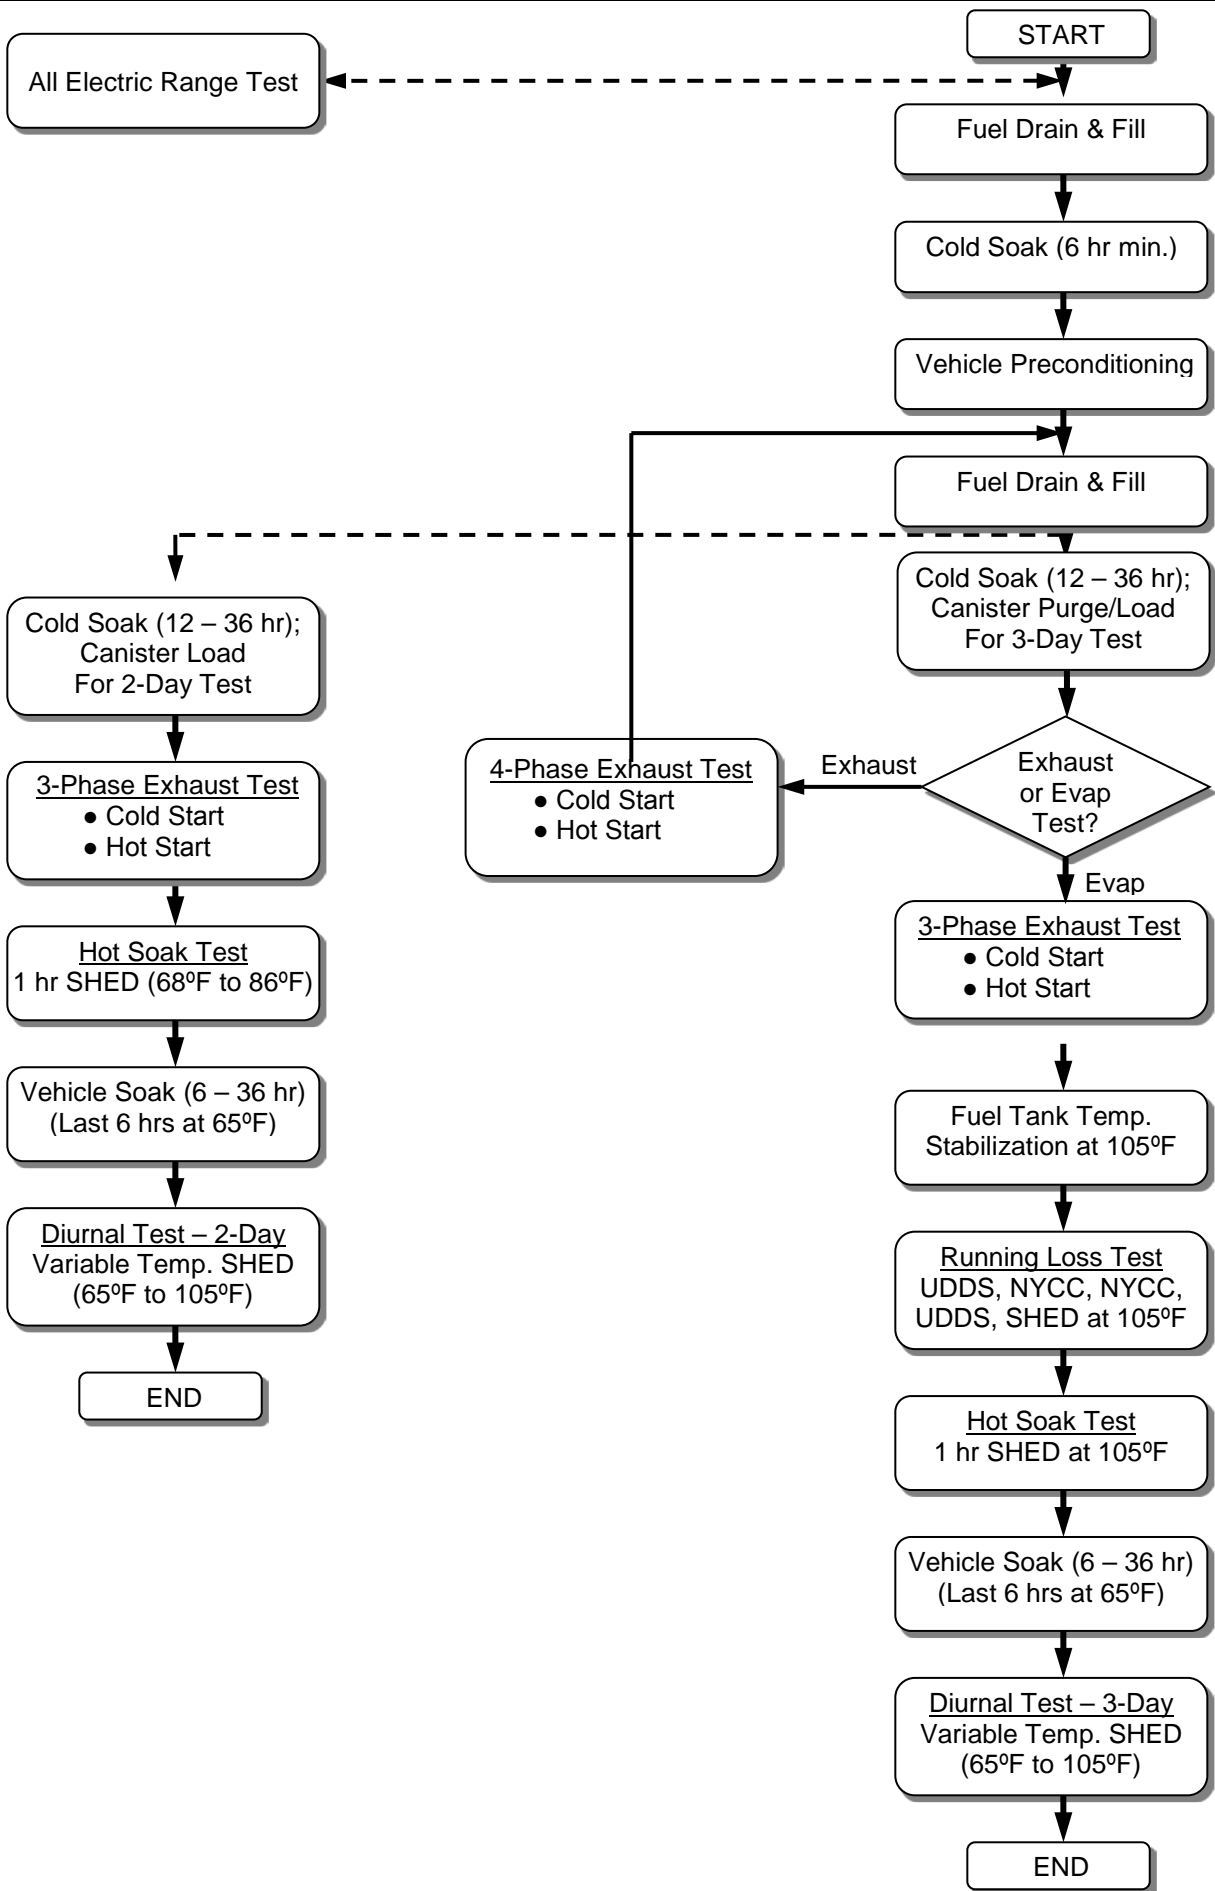 START
All Electric Range Test
Fuel Drain & Fill
Cold Soak (6 hr min.)
Vehicle Preconditioning
Fuel Drain & Fill
Cold Soak (12 – 36 hr);
Canister Purge/Load
For 3-Day Test
Cold Soak (12 – 36 hr);
Canister Load
For 2-Day Test
3-Phase Exhaust Test
● Cold Start
● Hot Start
4-Phase Exhaust Test
● Cold Start
● Hot Start
Exhaust
Exhaust
or Evap
Test?
Evap
3-Phase Exhaust Test
● Cold Start
● Hot Start
Hot Soak Test
1 hr SHED (68ºF to 86ºF)
Vehicle Soak (6 – 36 hr)
(Last 6 hrs at 65ºF)
Fuel Tank Temp.
Stabilization at 105ºF
Diurnal Test – 2-Day
Variable Temp. SHED
(65ºF to 105ºF)
Running Loss Test
UDDS, NYCC, NYCC,
UDDS, SHED at 105ºF
END
Hot Soak Test
1 hr SHED at 105ºF
Vehicle Soak (6 – 36 hr)
(Last 6 hrs at 65ºF)
Diurnal Test – 3-Day
Variable Temp. SHED
(65ºF to 105ºF)
END